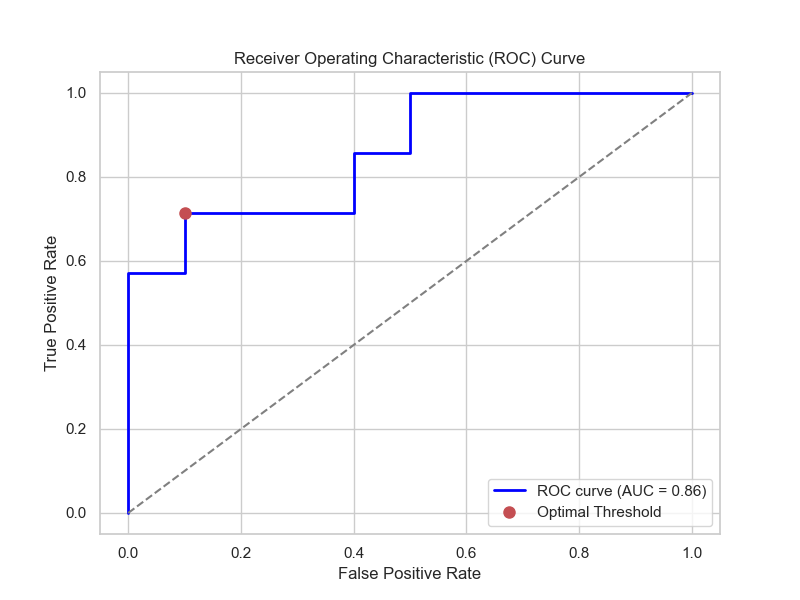 Receiver Operating Characteristic (ROC) Curve
True Positive Rate
1.0
0.8
0.6
0.4
0.2
0.0
0.0 0.2 0.4 0.6 0.8 1.0
False Positive Rate
ROC curve (AUC = 0.86)
Optimal Threshold